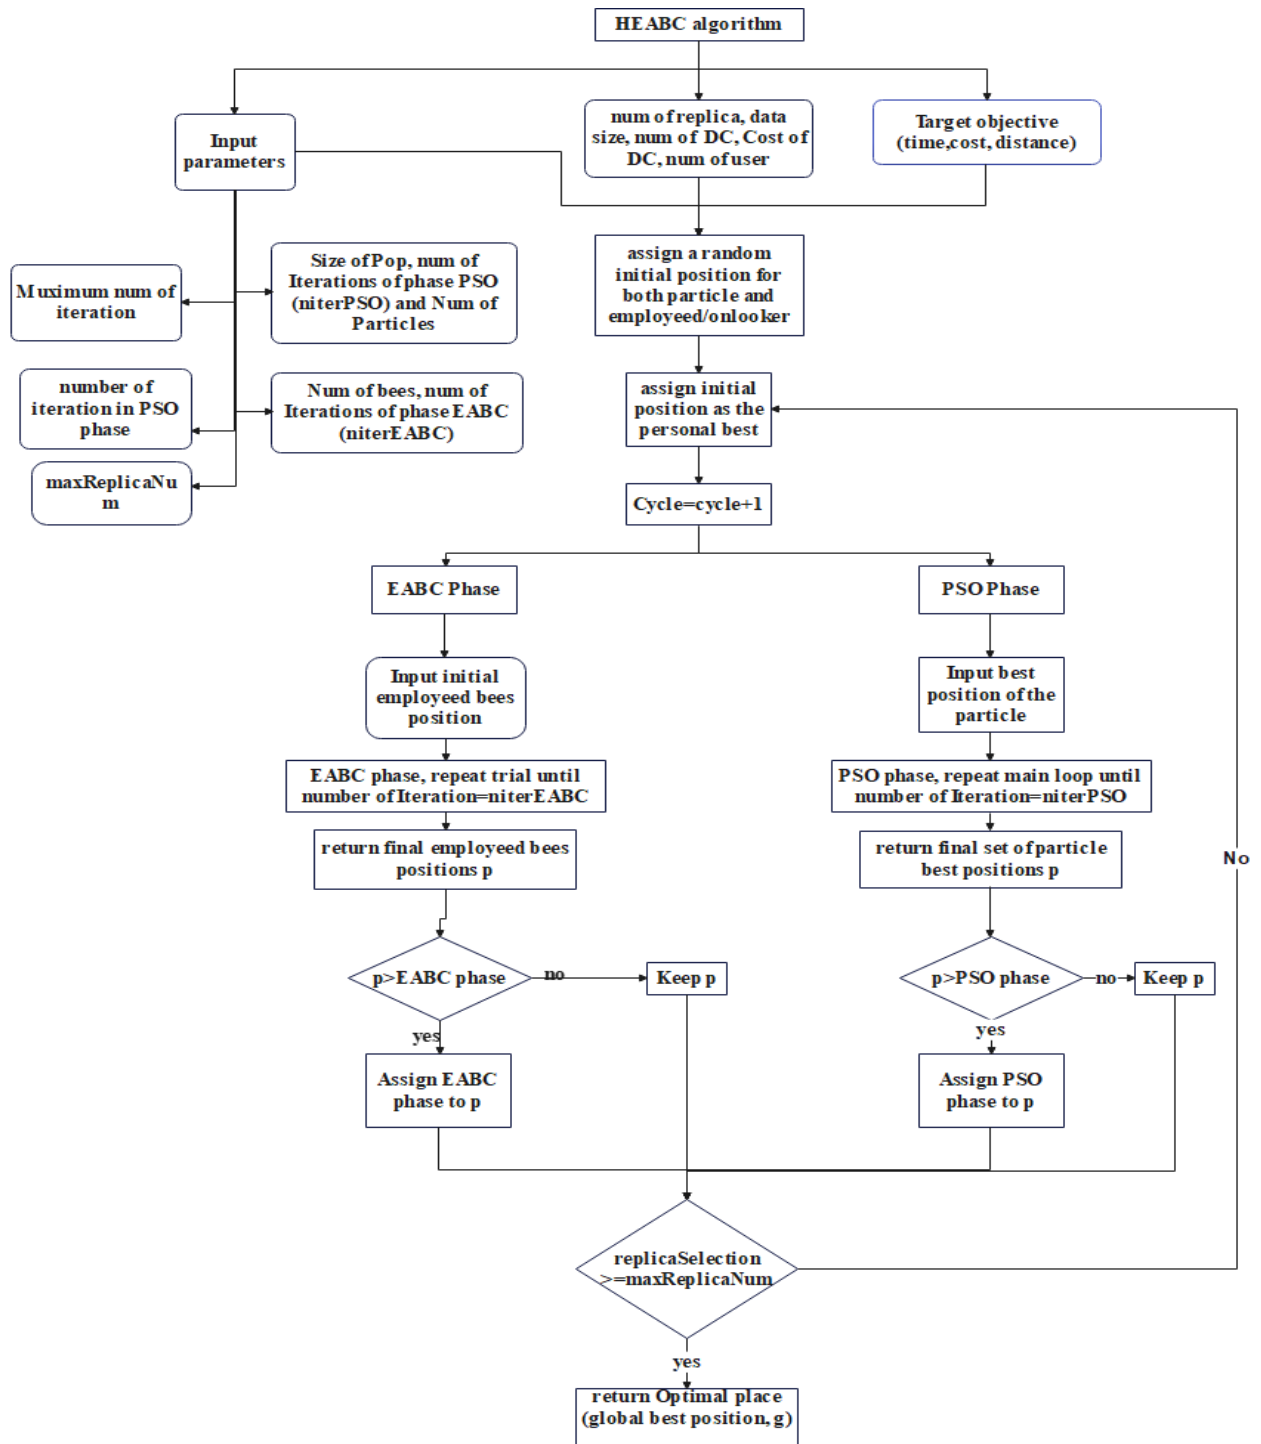 HEABC algorithm
Input
parameters
num of replica, data
size, num of DC, Cost of
DC, num of user
Target objective
(time,cost, distance)
Muximum num of
iteration
Size of Pop, num of
Iterations of phase PSO
(niterPSO) and Num of
Particles
number of
iteration in PSO
phase
Num of bees, num of
Iterations of phase EABC
(niterEABC)
maxReplicaNu
m
assign a random
initial position for
both particle and
employeed/onlooker
assign initial
position as the
personal best
Cycle=cycle+1
EABC Phase
PSO Phase
Input initial
employeed bees
position
Input best
position of the
particle
EABC phase, repeat trial until
number of Iteration=niterEABC
PSO phase, repeat main loop until
number of Iteration=niterPSO
return final employeed bees
positions p
return final set of particle
best positions p
No
p>EABC phase
no
Keep p
p>PSO phase
no
Keep p
yes
yes
Assign EABC
phase to p
Assign PSO
phase to p
replicaSelection
>=maxReplicaNum
yes
return Optimal place
(global best position, g)